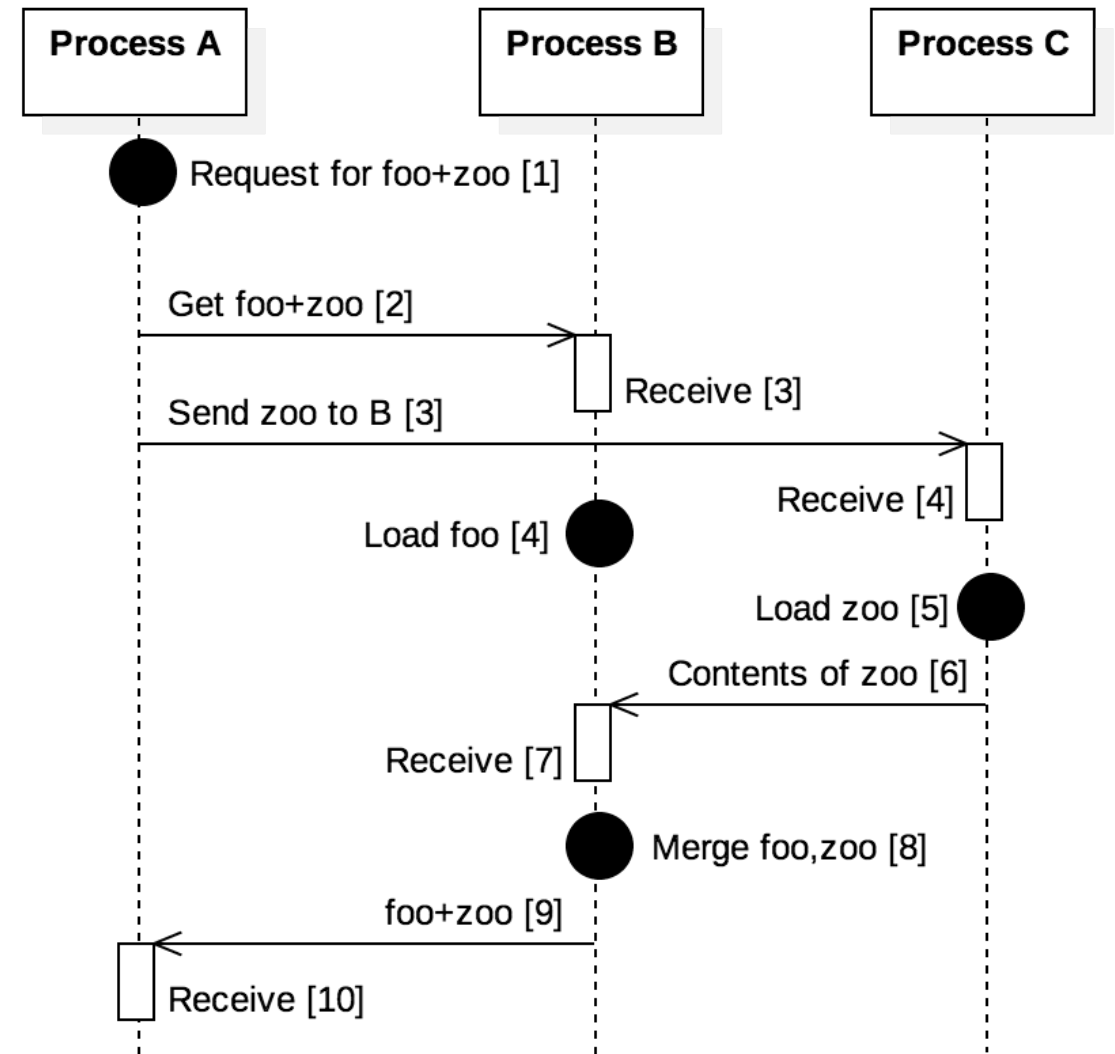 Process A
Process B
Process C
Request for foo+zoo [1]
Get foo+zoo [2]
Receive [3]
Send zoo to B [3]
Receive [4]
Load foo [4]
Load zoo [5]
Contents of zoo [6]
Receive [7]
Merge foo,zoo [8]
foo+zoo [9]
Receive [10]